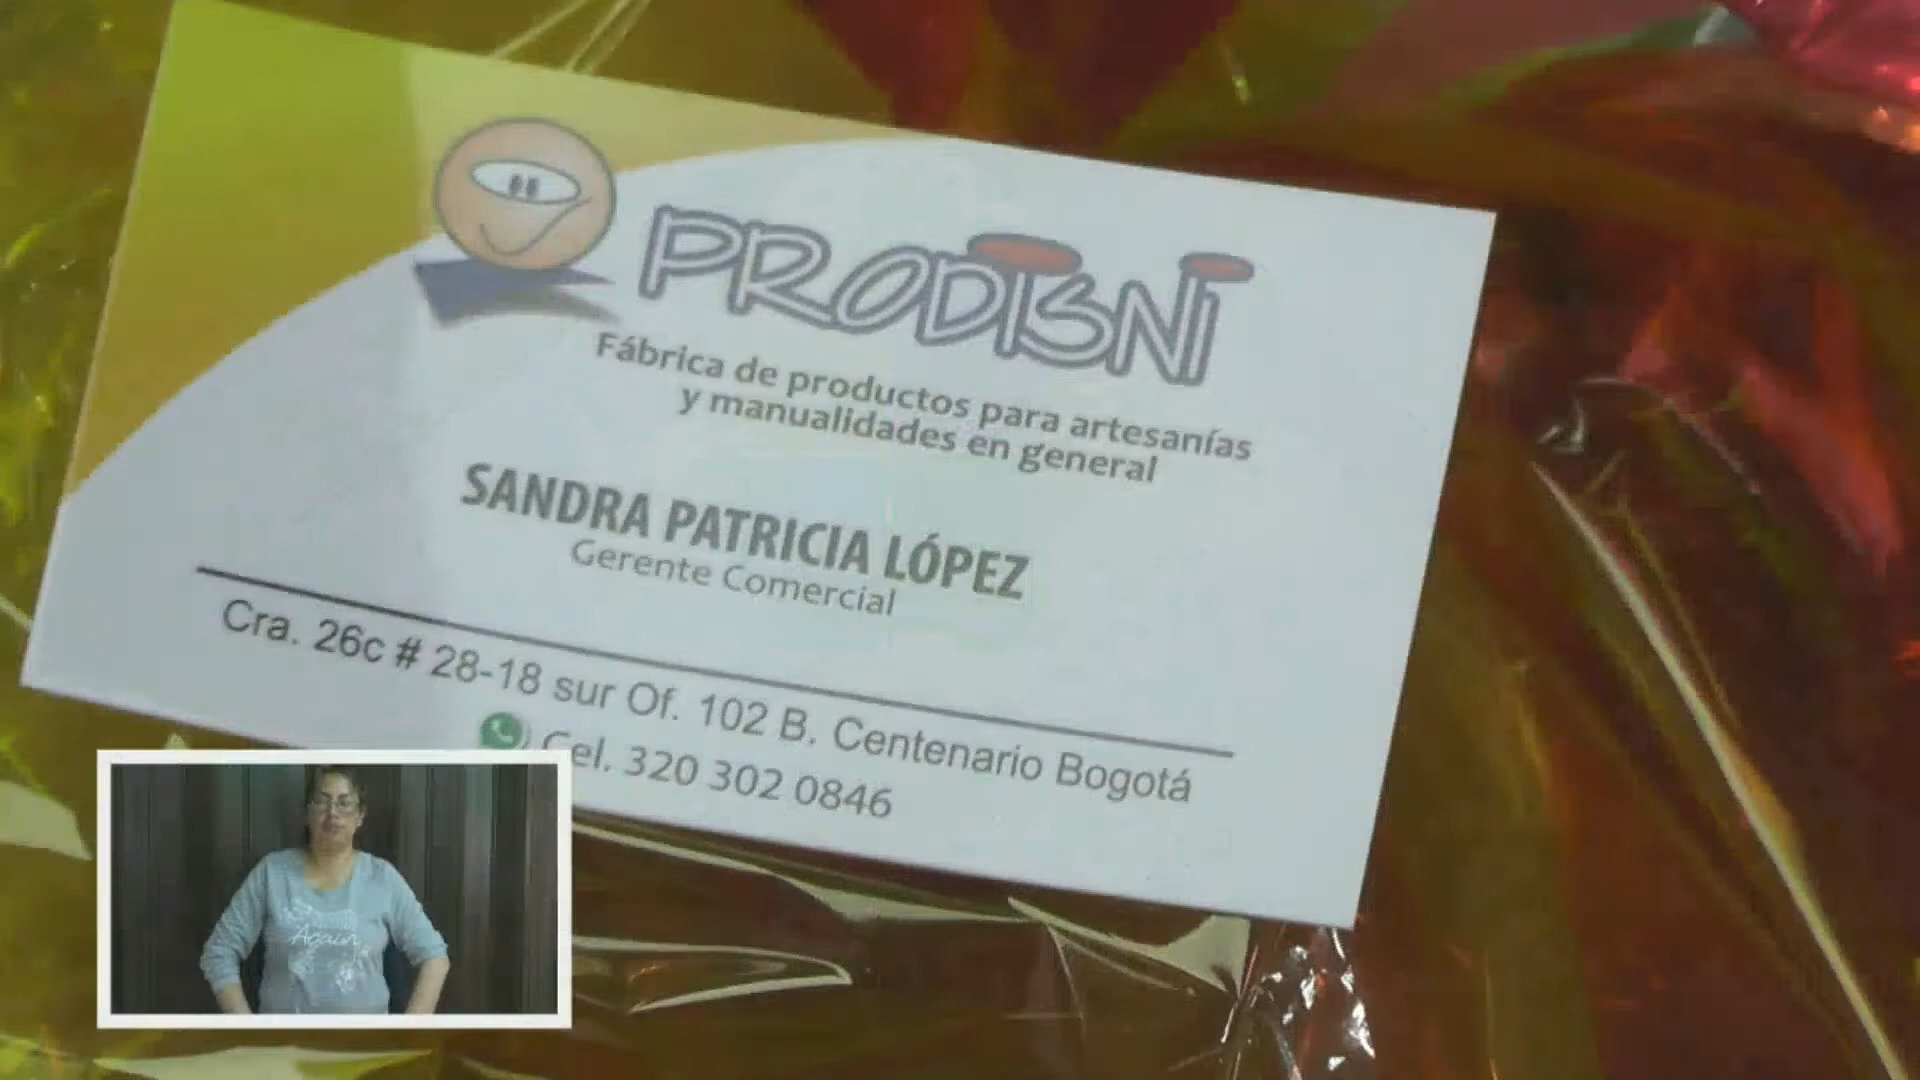 PRODISNI
Fábrica de productos para artesanías
y manualidades en general
SANDRA PATRICIA LÓPEZ
Gerente Comercial
Cra. 26c # 28-18 sur Of. 102 B. Centenario Bogotá
Cel. 320 302 0846
Again